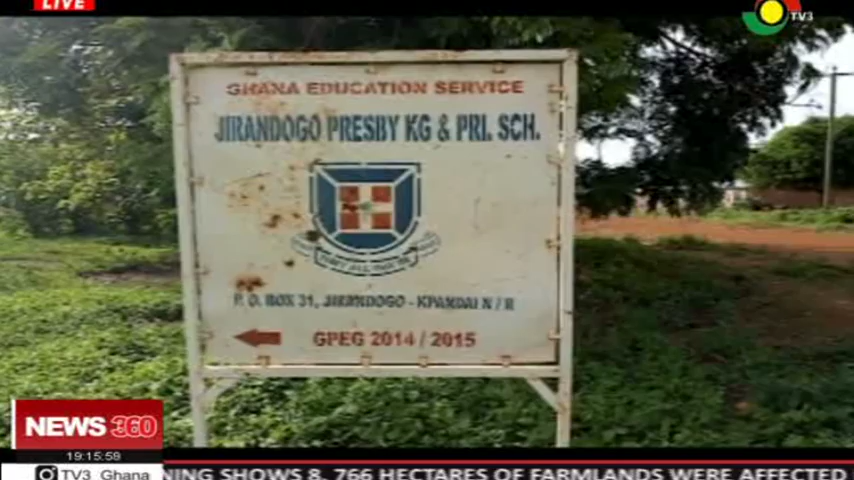 LIVE
TV3
GHANA EDUCATION SERVICE
JIRANDOGO PRESBY KG & PRI. SCH.
P. O. BOX 31, JIRANDOGO - KPANDAI N / R
GPEG 2014 / 2015
NEWS 360
19:15:59
TV3_Ghana
NING SHOWS 8, 766 HECTARES OF FARMLANDS WERE AFFECTED